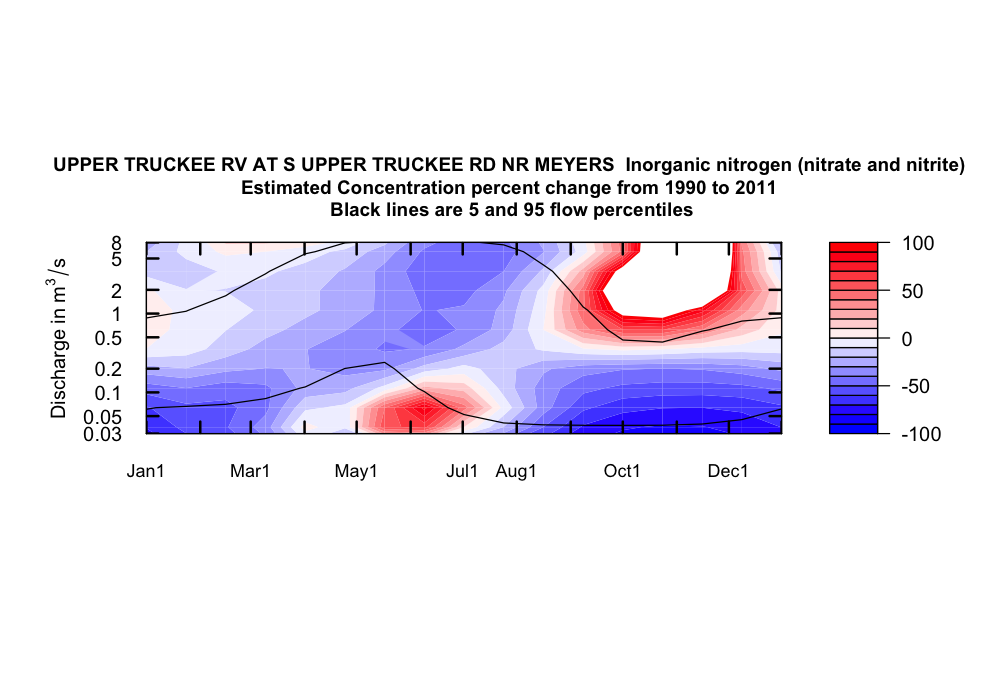 UPPER TRUCKEE RV AT S UPPER TRUCKEE RD NR MEYERS  Inorganic nitrogen (nitrate and nitrite)
Estimated Concentration percent change from 1990 to 2011
Black lines are 5 and 95 flow percentiles
Discharge in m³/s
8
5
2
1
0.5
0.2
0.1
0.05
0.03
Jan1 Mar1 May1 Jul1 Aug1 Oct1 Dec1
100
50
0
-50
-100